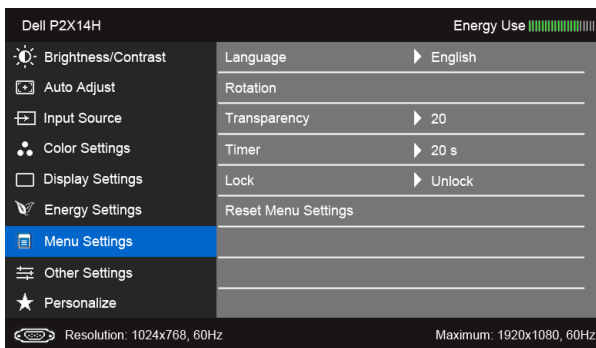 Dell P2X14H Energy Use
Brightness/Contrast Language English
Auto Adjust Rotation
Input Source Transparency 20
Color Settings Timer 20 s
Display Settings Lock Unlock
Energy Settings Reset Menu Settings
Menu Settings
Other Settings
Personalize
Resolution: 1024x768, 60Hz Maximum: 1920x1080, 60Hz